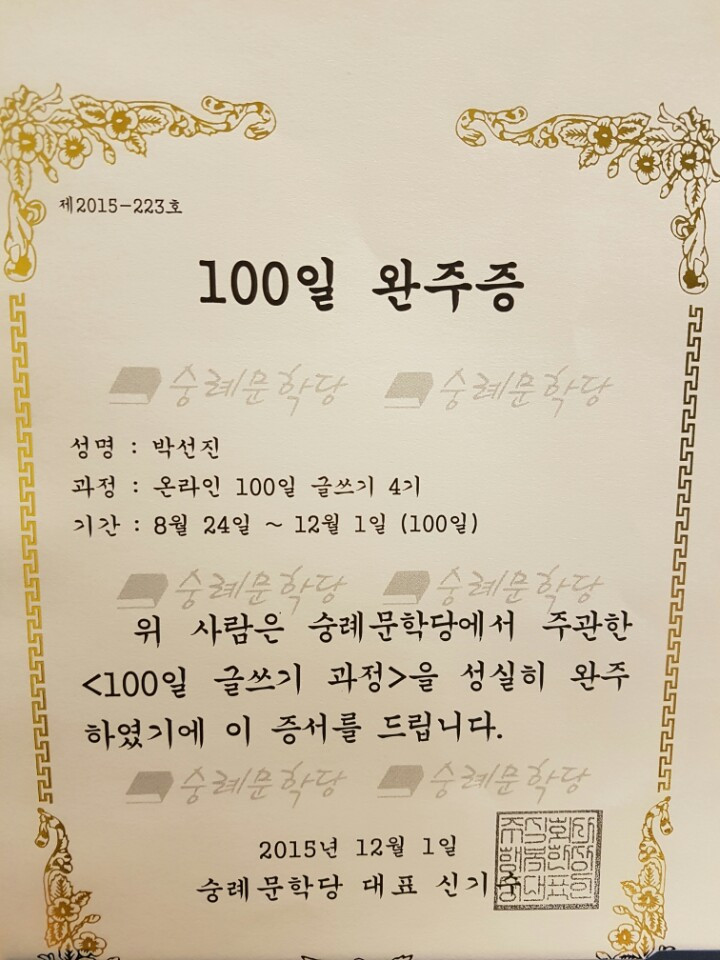 제2015-223호
100일 완주증
숭례문학당 숭례문학당
성명 : 박선진
과정 : 온라인 100일 글쓰기 4기
기간 : 8월 24일 ~ 12월 1일 (100일)
숭례문학당 숭례문학당
위 사람은 숭례문학당에서 주관한
<100일 글쓰기 과정>을 성실히 완주
하였기에 이 증서를 드립니다.
숭례문학당 숭례문학당
2015년 12월 1일
숭례문학당 대표 신기수